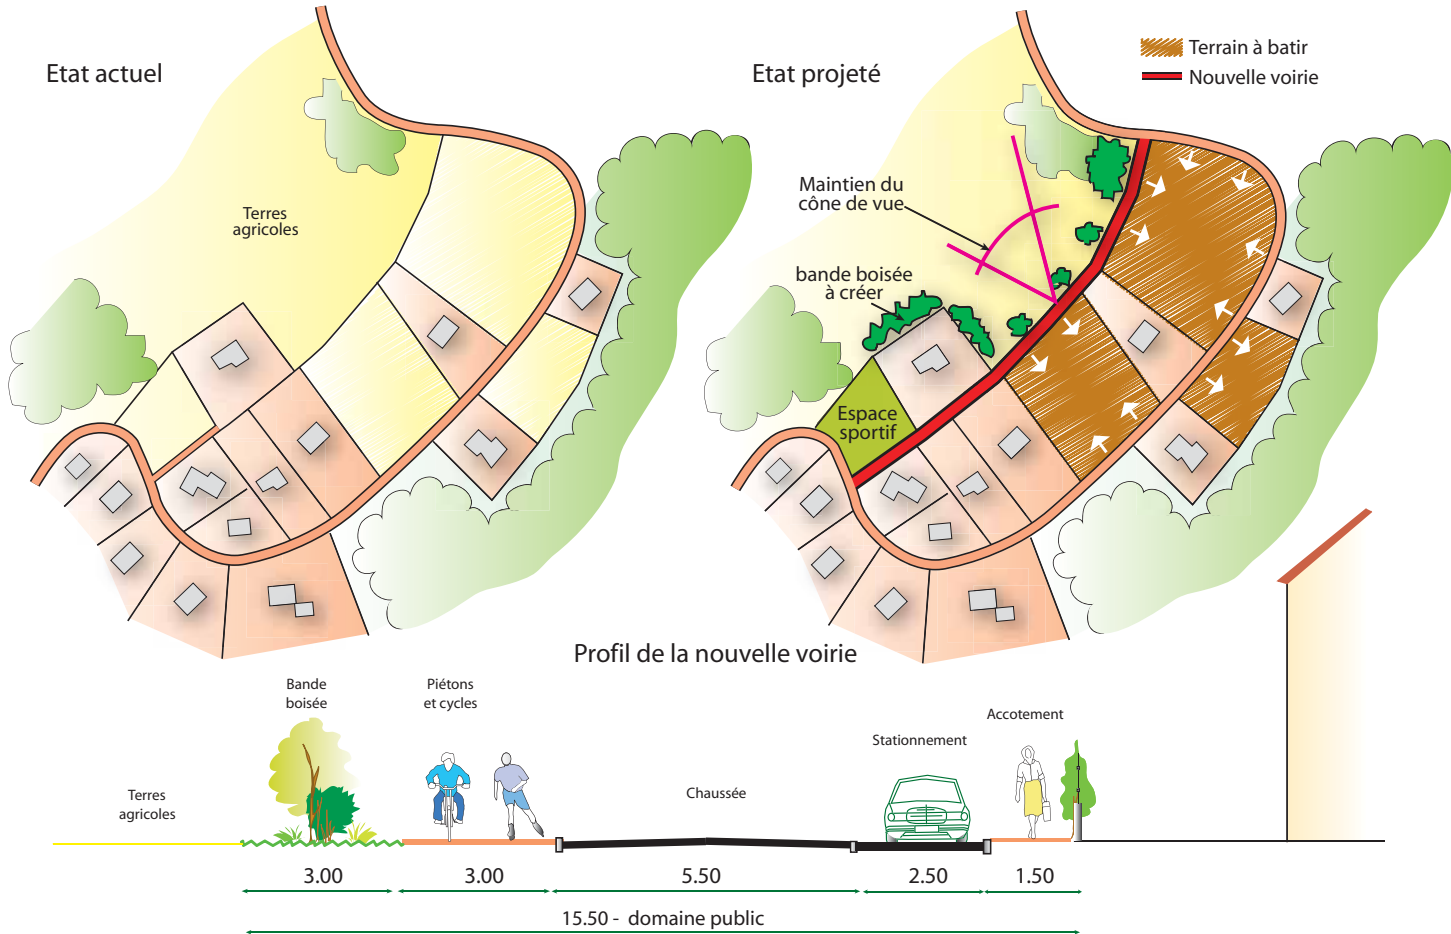 Etat actuel
Terres
agricoles
Etat projeté
Terrain à batir
Nouvelle voirie
Maintien du
cône de vue
bande boisée
à créer
Espace
sportif
Profil de la nouvelle voirie
Bande
boisée
Piétons
et cycles
Accotement
Stationnement
Terres
agricoles
Chaussée
3.00
3.00
5.50
2.50
1.50
15.50 - domaine public